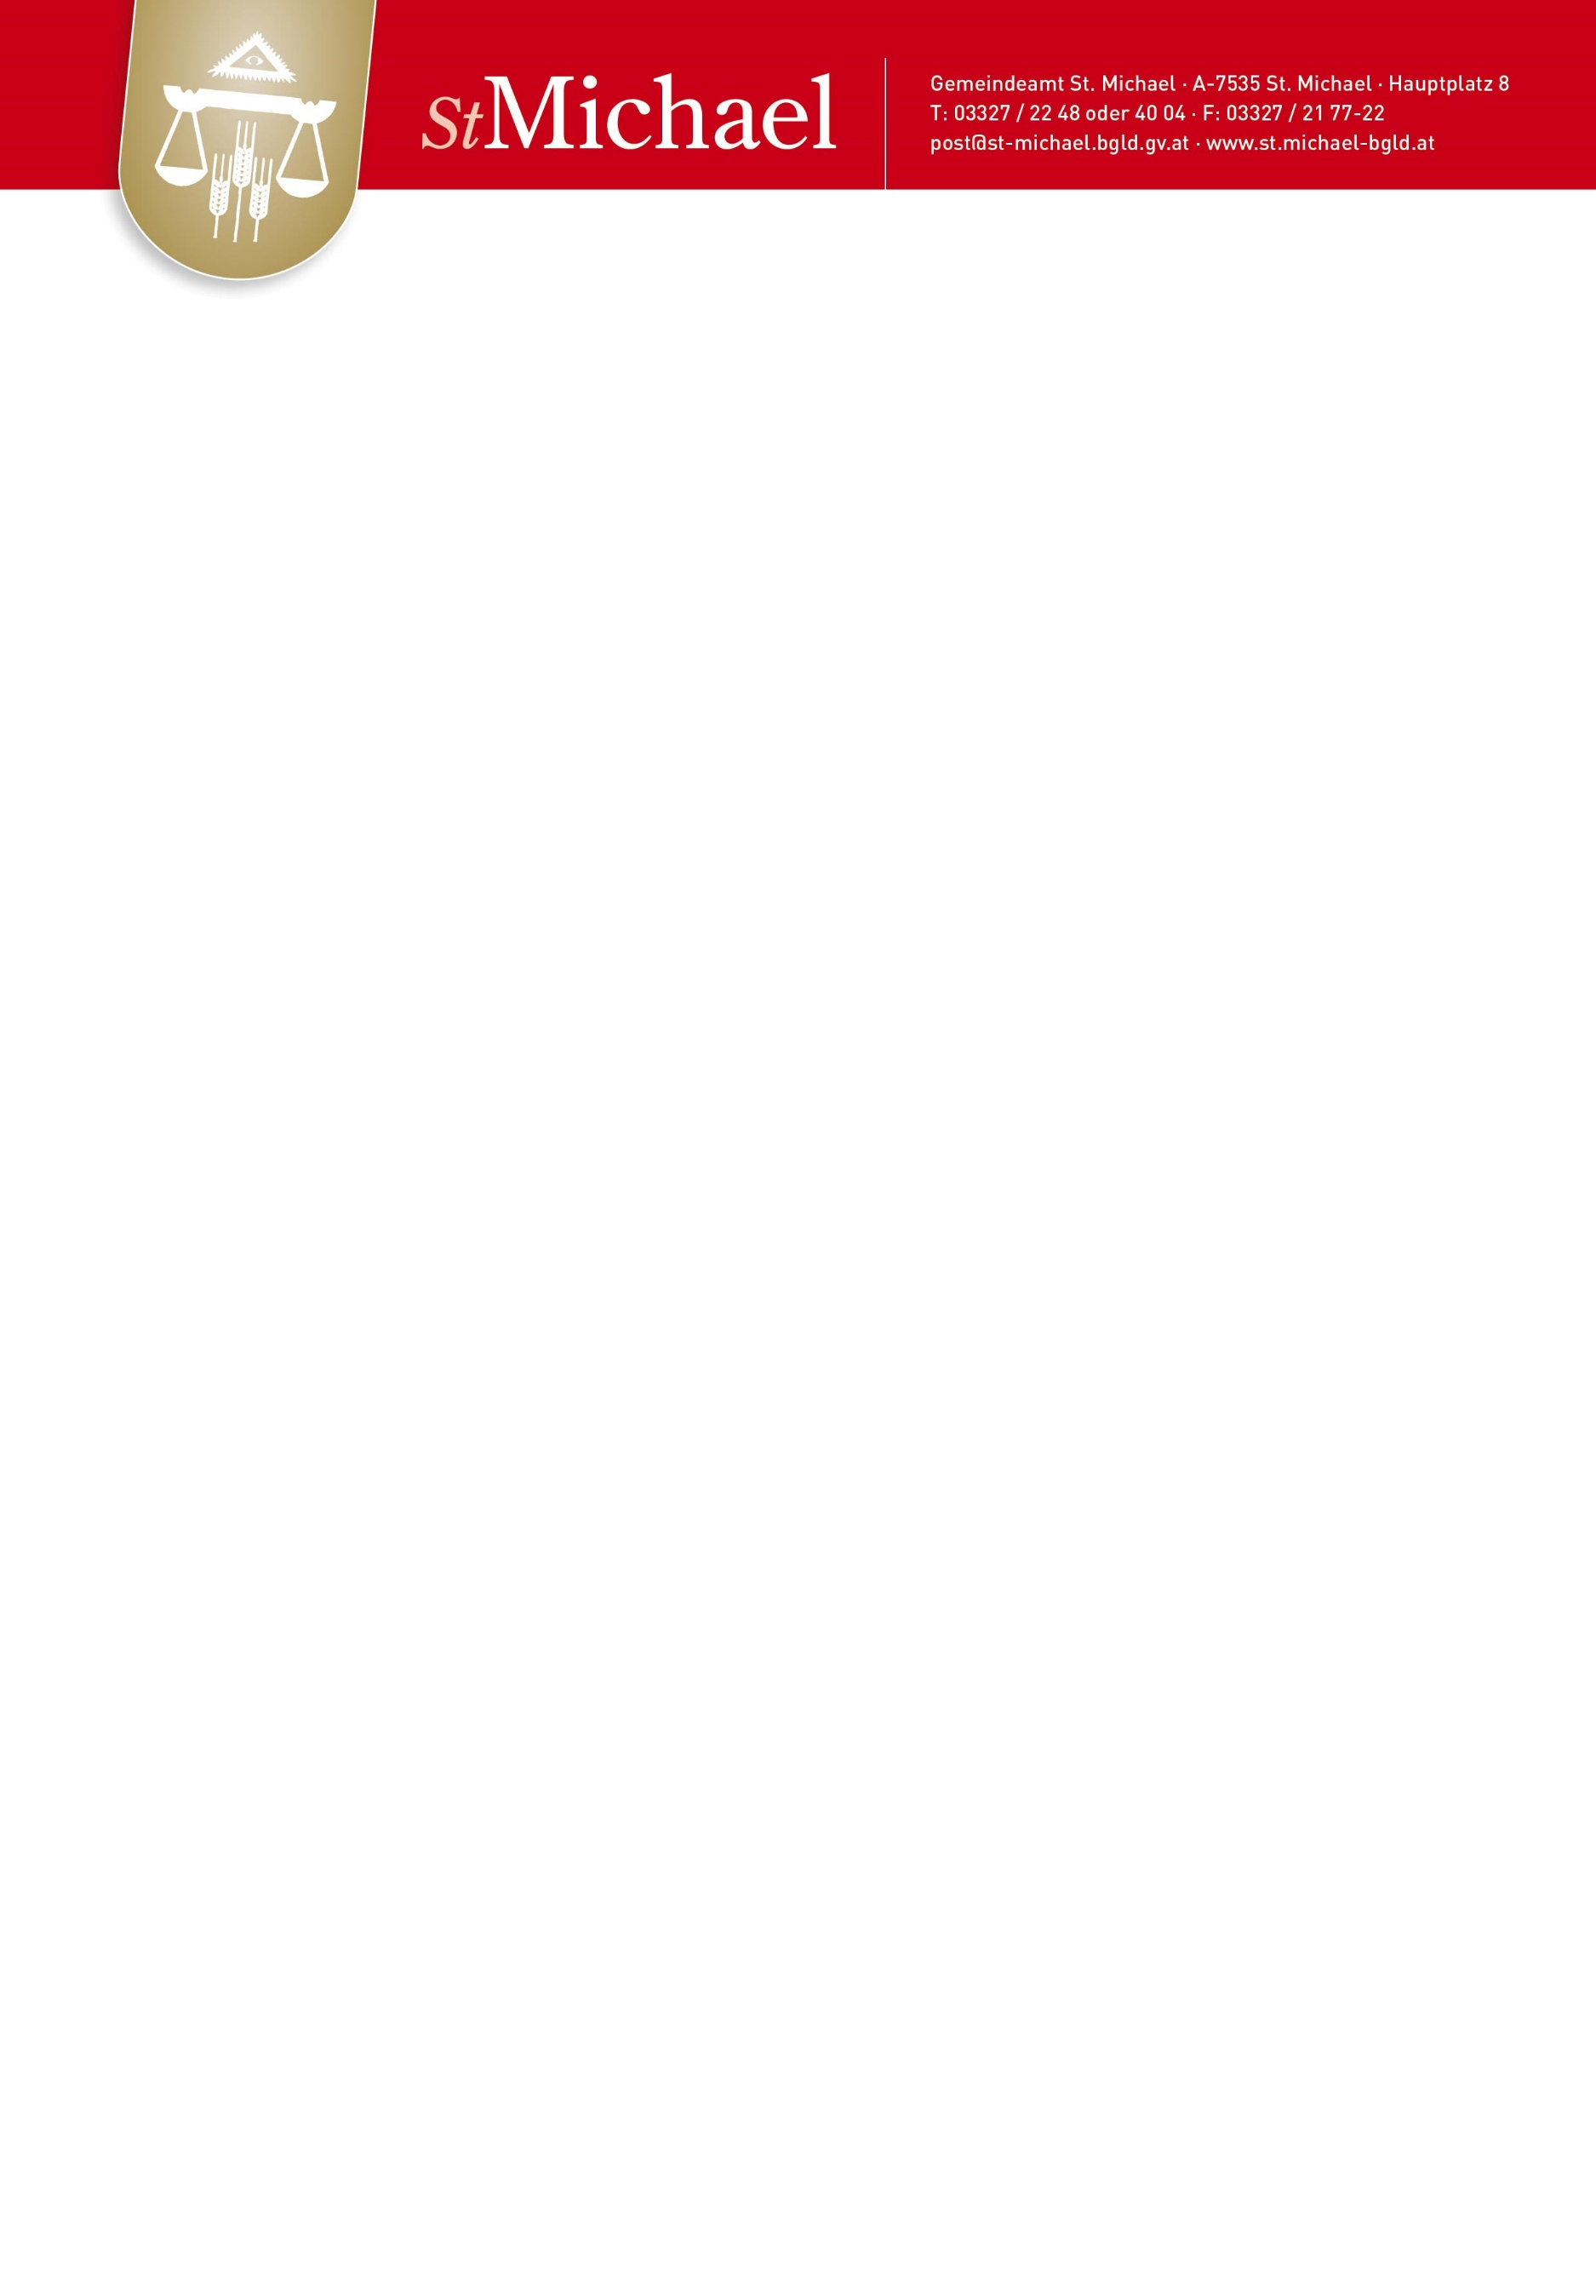 StMichael
Gemeindeamt St. Michael · A-7535 St. Michael · Hauptplatz 8
T: 03327 / 22 48 oder 40 04 · F: 03327 / 21 77-22
post@st-michael.bgld.gv.at · www.st.michael-bgld.at